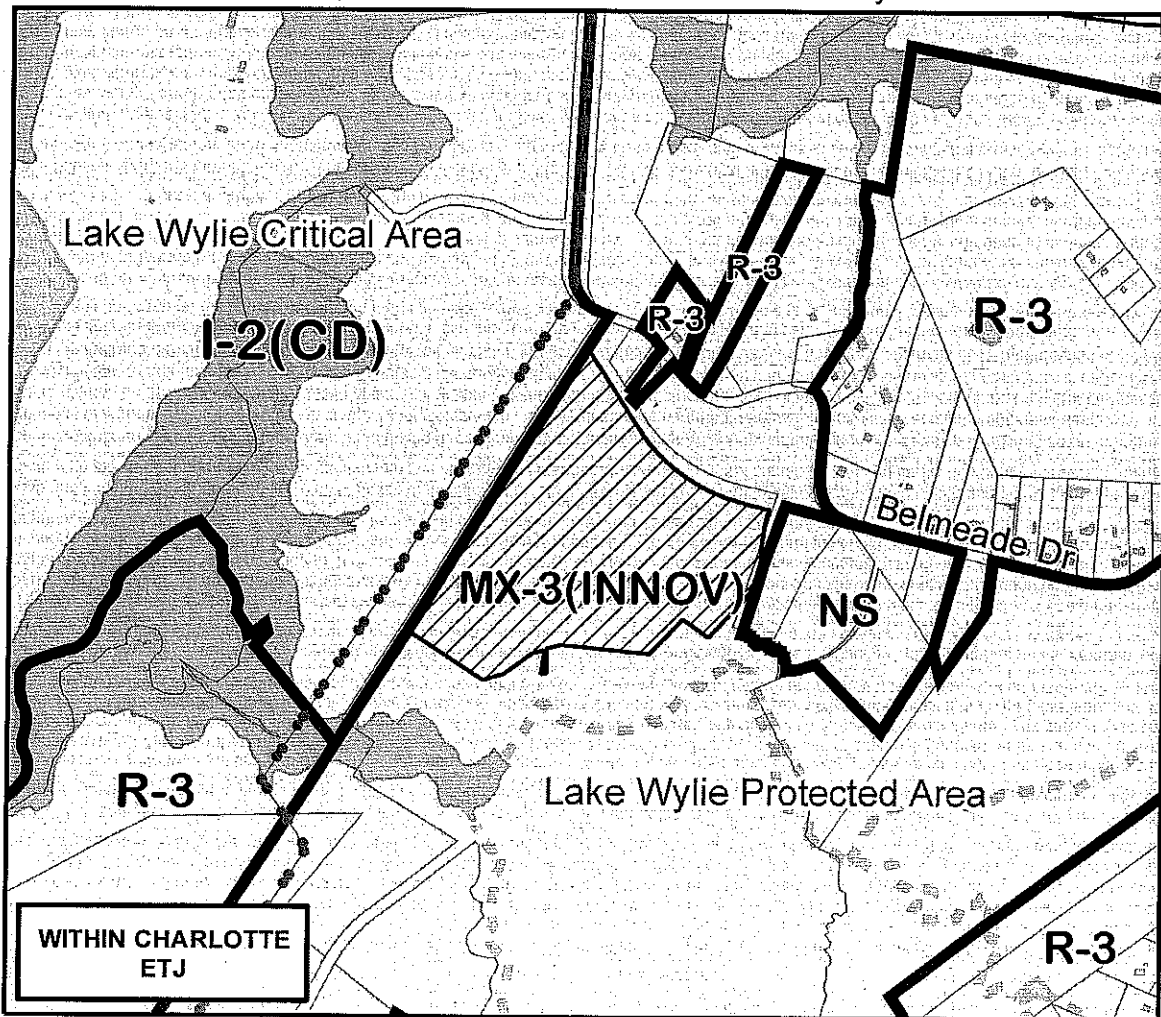 Lake Wylie Critical Area
R-3
R-3
R-3
I-2(CD)
Belmeade Dr
MX-3(INNOV)
NS
R-3
Lake Wylie Protected Area
WITHIN CHARLOTTE
ETJ
R-3